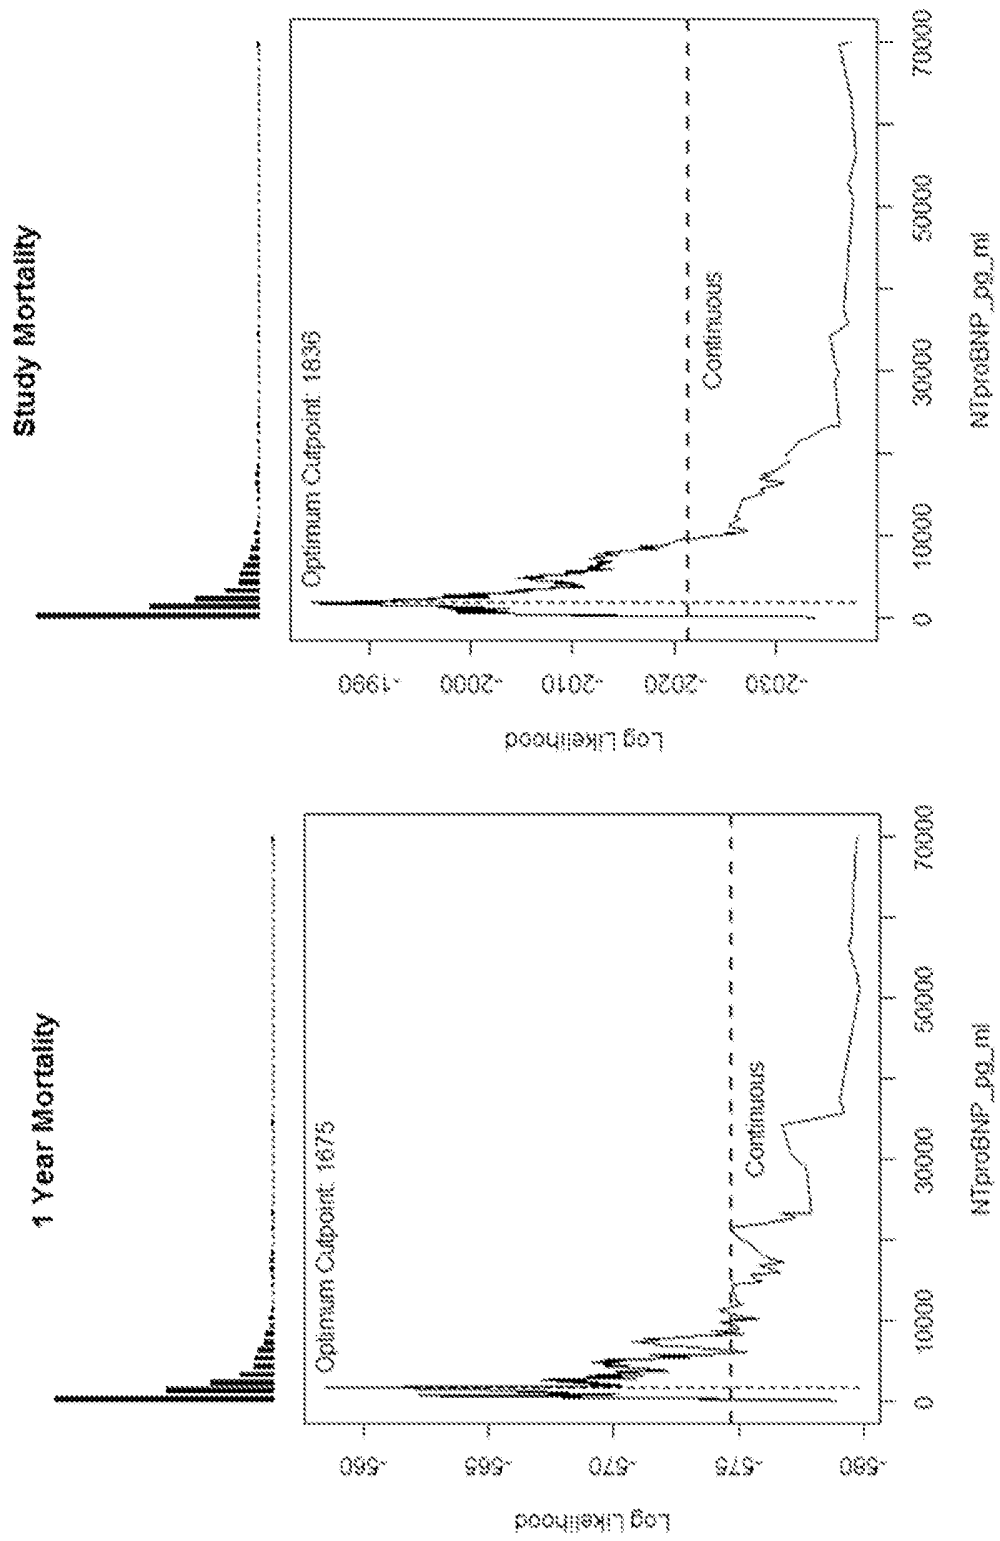 1 Year Mortality
Optimum Cutpoint: 1675
Continuous
Log Likelihood
-560
-565
-570
-575
-580
0
10000
30000
50000
70000
NTproBNP_pg_ml
Study Mortality
Optimum Cutpoint: 1836
Continuous
Log Likelihood
-1990
-2000
-2010
-2020
-2030
0
10000
30000
50000
70000
NTproBNP_pg_ml